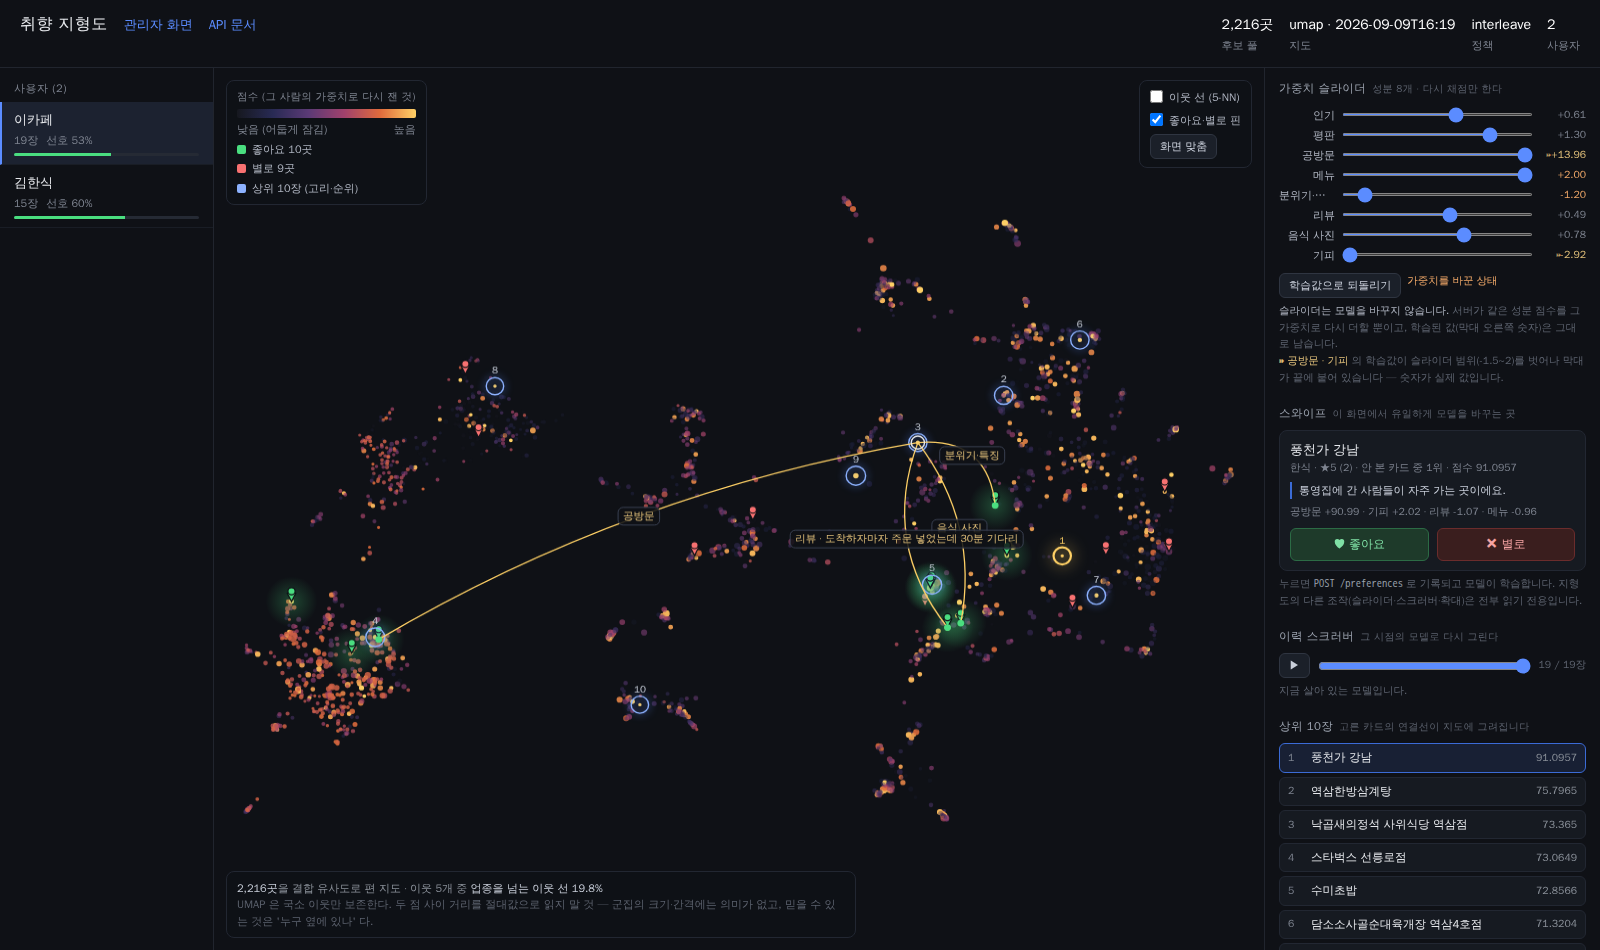 취향 지형도 관리자 화면 API 문서
2,216곳 umap · 2026-09-09T16:19 interleave 2
후보 풀 지도 정책 사용자
사용자 (2)
이카페
19장 선호 53%
김한식
15장 선호 60%
점수 (그 사람의 가중치로 다시 잰 것)
낮음 (어둡게 잠김) 높음
좋아요 10곳
별로 9곳
상위 10장 (고리·순위)
이웃 선 (5-NN)
좋아요·별로 핀
화면 맞춤
6
8
2
3
분위기·특징
9
공방문
음식 사진
리뷰 · 도착하자마자 주문 넣었는데 30분 기다리
1
5
7
4
10
2,216곳을 결합 유사도로 편 지도 · 이웃 5개 중 업종을 넘는 이웃 선 19.8%
UMAP 은 국소 이웃만 보존한다. 두 점 사이 거리를 절대값으로 읽지 말 것 — 군집의 크기·간격에는 의미가 없고, 믿을 수 있
는 것은 '누구 옆에 있나' 다.
가중치 슬라이더 성분 8개 · 다시 채점만 한다
인기 +0.61
평판 +1.30
공방문 »+13.96
메뉴 +2.00
분위기·… -1.20
리뷰 +0.49
음식 사진 +0.78
기피 »-2.92
학습값으로 되돌리기 가중치를 바꾼 상태
슬라이더는 모델을 바꾸지 않습니다. 서버가 같은 성분 점수를 그
가중치로 다시 더할 뿐이고, 학습된 값(막대 오른쪽 숫자)은 그대
로 남습니다.
» 공방문 · 기피 의 학습값이 슬라이더 범위(-1.5~2)를 벗어나 막대
가 끝에 붙어 있습니다 — 숫자가 실제 값입니다.
스와이프 이 화면에서 유일하게 모델을 바꾸는 곳
풍천가 강남
한식 · ★5 (2) · 안 본 카드 중 1위 · 점수 91.0957
통영집에 간 사람들이 자주 가는 곳이에요.
공방문 +90.99 · 기피 +2.02 · 리뷰 -1.07 · 메뉴 -0.96
♥ 좋아요 ✖ 별로
누르면 POST /preferences 로 기록되고 모델이 학습합니다. 지형
도의 다른 조작(슬라이더·스크러버·확대)은 전부 읽기 전용입니다.
이력 스크러버 그 시점의 모델로 다시 그린다
▶ 19 / 19장
지금 살아 있는 모델입니다.
상위 10장 고른 카드의 연결선이 지도에 그려집니다
1 풍천가 강남 91.0957
2 역삼한방삼계탕 75.7965
3 낙곱새의정석 사위식당 역삼점 73.365
4 스타벅스 선릉로점 73.0649
5 수미초밥 72.8566
6 담소소사골순대육개장 역삼4호점 71.3204